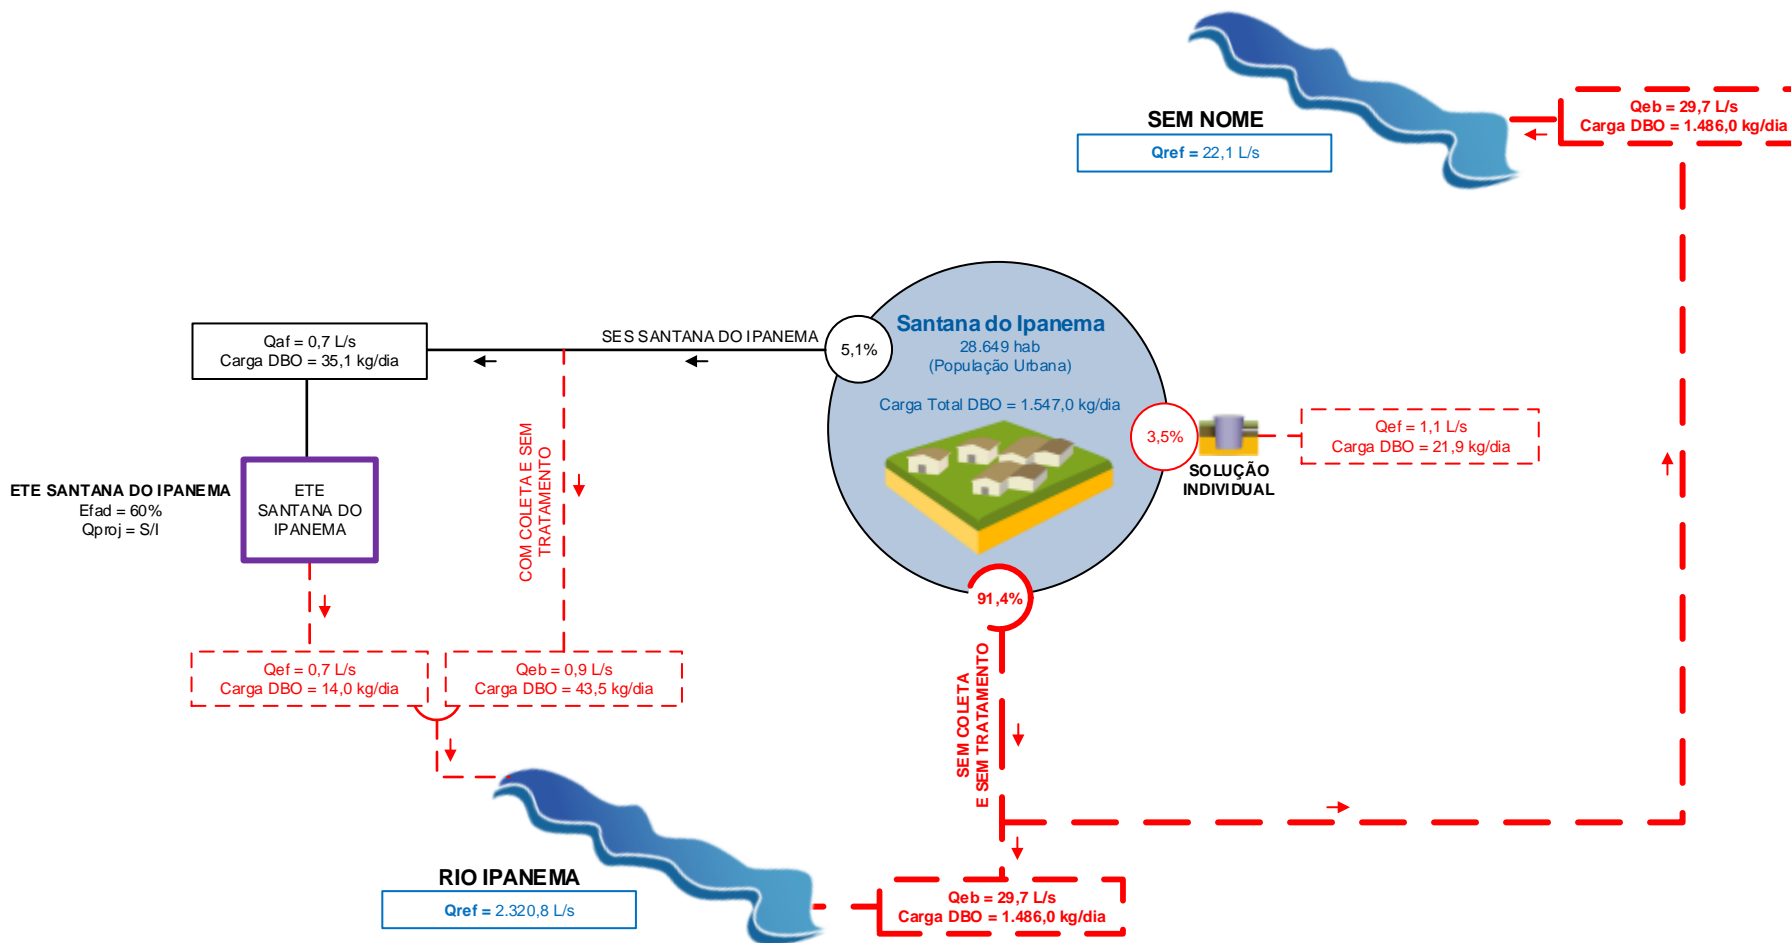 SEM NOME
Qref = 22,1 L/s
Qeb = 29,7 L/s
Carga DBO = 1.486,0 kg/dia
Santana do Ipanema
28.649 hab
(População Urbana)
Carga Total DBO = 1.547,0 kg/dia
5,1%
SES SANTANA DO IPANEMA
Qaf = 0,7 L/s
Carga DBO = 35,1 kg/dia
3,5%
SOLUÇÃO
INDIVIDUAL
Qef = 1,1 L/s
Carga DBO = 21,9 kg/dia
ETE SANTANA DO IPANEMA
Efad = 60%
Qproj = S/I
ETE
SANTANA DO
IPANEMA
COM COLETA E SEM
TRATAMENTO
91,4%
SEM COLETA
E SEM TRATAMENTO
Qef = 0,7 L/s
Carga DBO = 14,0 kg/dia
Qeb = 0,9 L/s
Carga DBO = 43,5 kg/dia
RIO IPANEMA
Qref = 2.320,8 L/s
Qeb = 29,7 L/s
Carga DBO = 1.486,0 kg/dia